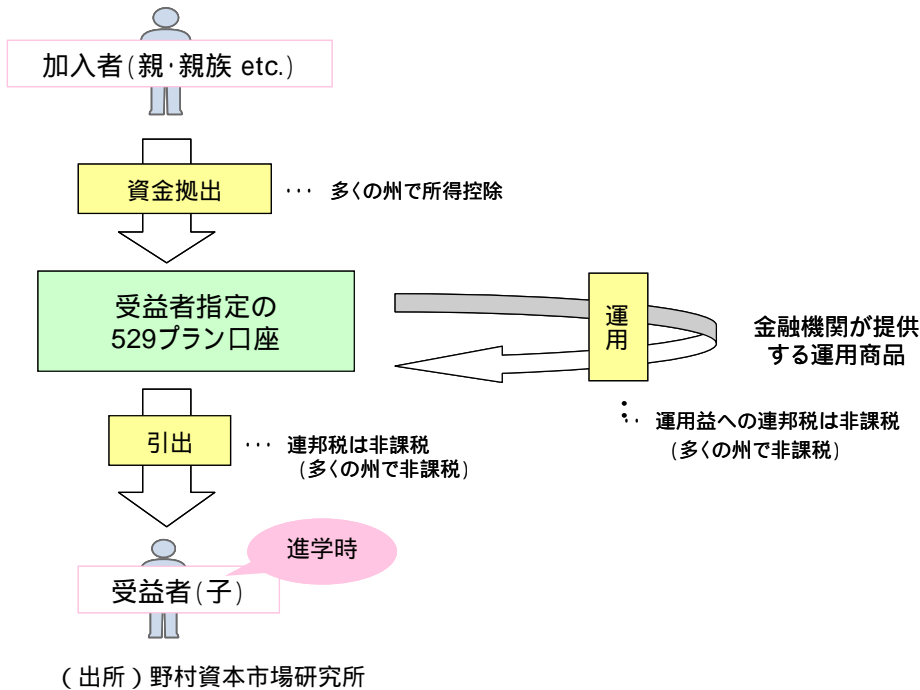 加入者(親・親族 etc.)
資金拠出
… 多くの州で所得控除
受益者指定の
529プラン口座
運用
金融機関が提供
する運用商品
… 運用益への連邦税は非課税
(多くの州で非課税)
引出
… 連邦税は非課税
(多くの州で非課税)
進学時
受益者(子)
(出所)野村資本市場研究所